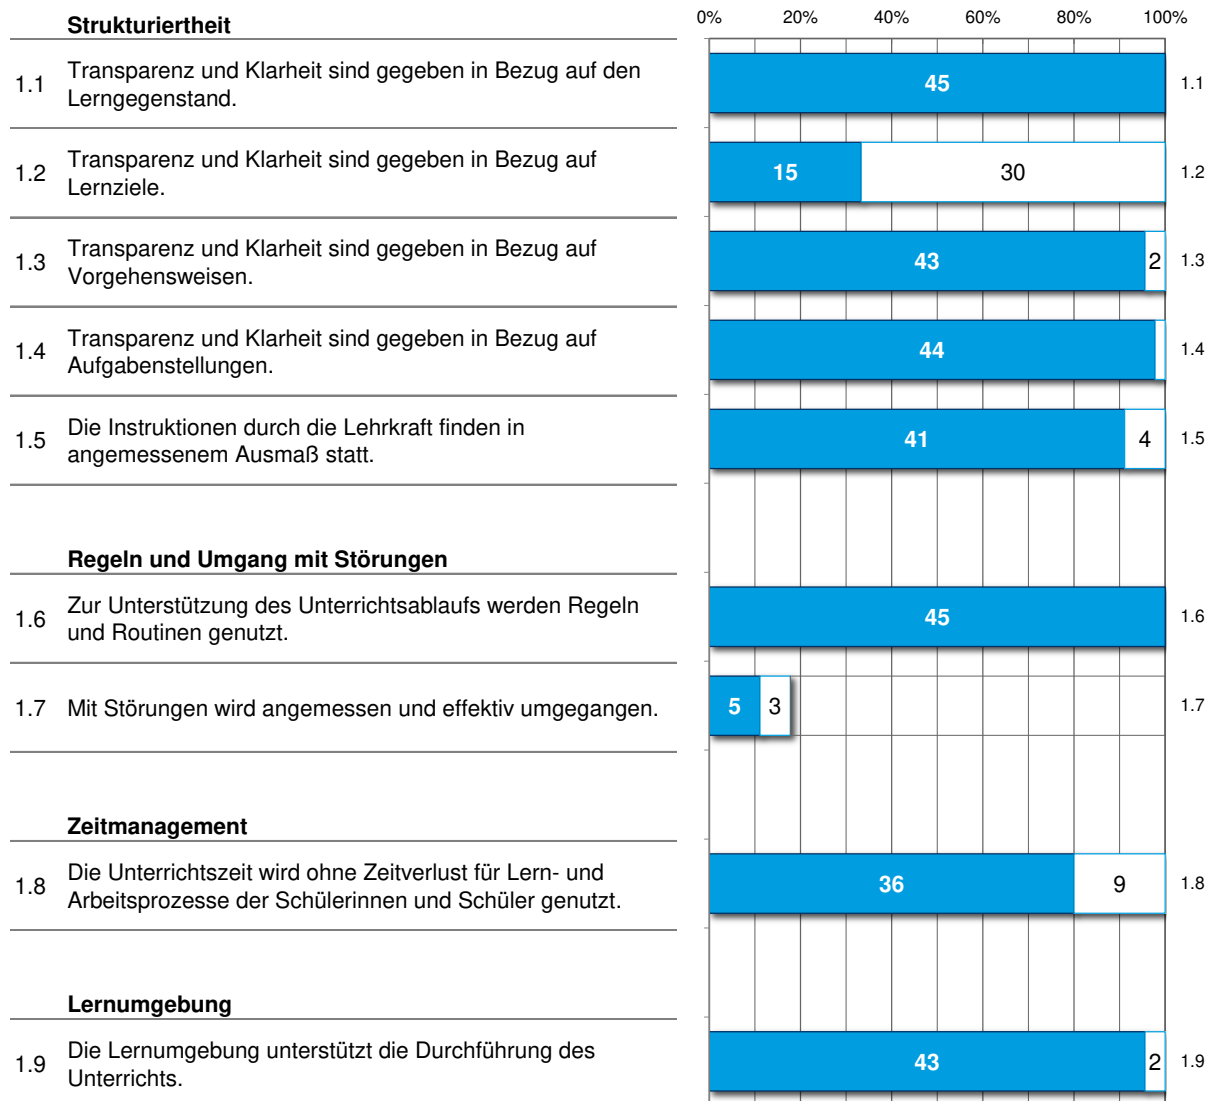 0% 20% 40% 60% 80% 100%
Strukturiertheit
1.1 Transparenz und Klarheit sind gegeben in Bezug auf den
Lerngegenstand.
45 1.1
1.2 Transparenz und Klarheit sind gegeben in Bezug auf
Lernziele.
15 30 1.2
1.3 Transparenz und Klarheit sind gegeben in Bezug auf
Vorgehensweisen.
43 2 1.3
1.4 Transparenz und Klarheit sind gegeben in Bezug auf
Aufgabenstellungen.
44 1.4
1.5 Die Instruktionen durch die Lehrkraft finden in
angemessenem Ausmaß statt.
41 4 1.5
Regeln und Umgang mit Störungen
1.6 Zur Unterstützung des Unterrichtsablaufs werden Regeln
und Routinen genutzt.
45 1.6
1.7 Mit Störungen wird angemessen und effektiv umgegangen.
5 3 1.7
Zeitmanagement
1.8 Die Unterrichtszeit wird ohne Zeitverlust für Lern- und
Arbeitsprozesse der Schülerinnen und Schüler genutzt.
36 9 1.8
Lernumgebung
1.9 Die Lernumgebung unterstützt die Durchführung des
Unterrichts.
43 2 1.9